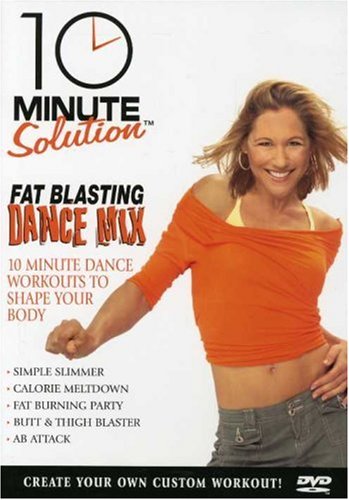 10
MINUTE
Solution™
FAT BLASTING
DANCE MIX
10 MINUTE DANCE
WORKOUTS TO
SHAPE YOUR
BODY
• SIMPLE SLIMMER
• CALORIE MELTDOWN
• FAT BURNING PARTY
• BUTT & THIGH BLASTER
• AB ATTACK
CREATE YOUR OWN CUSTOM WORKOUT!
DVD